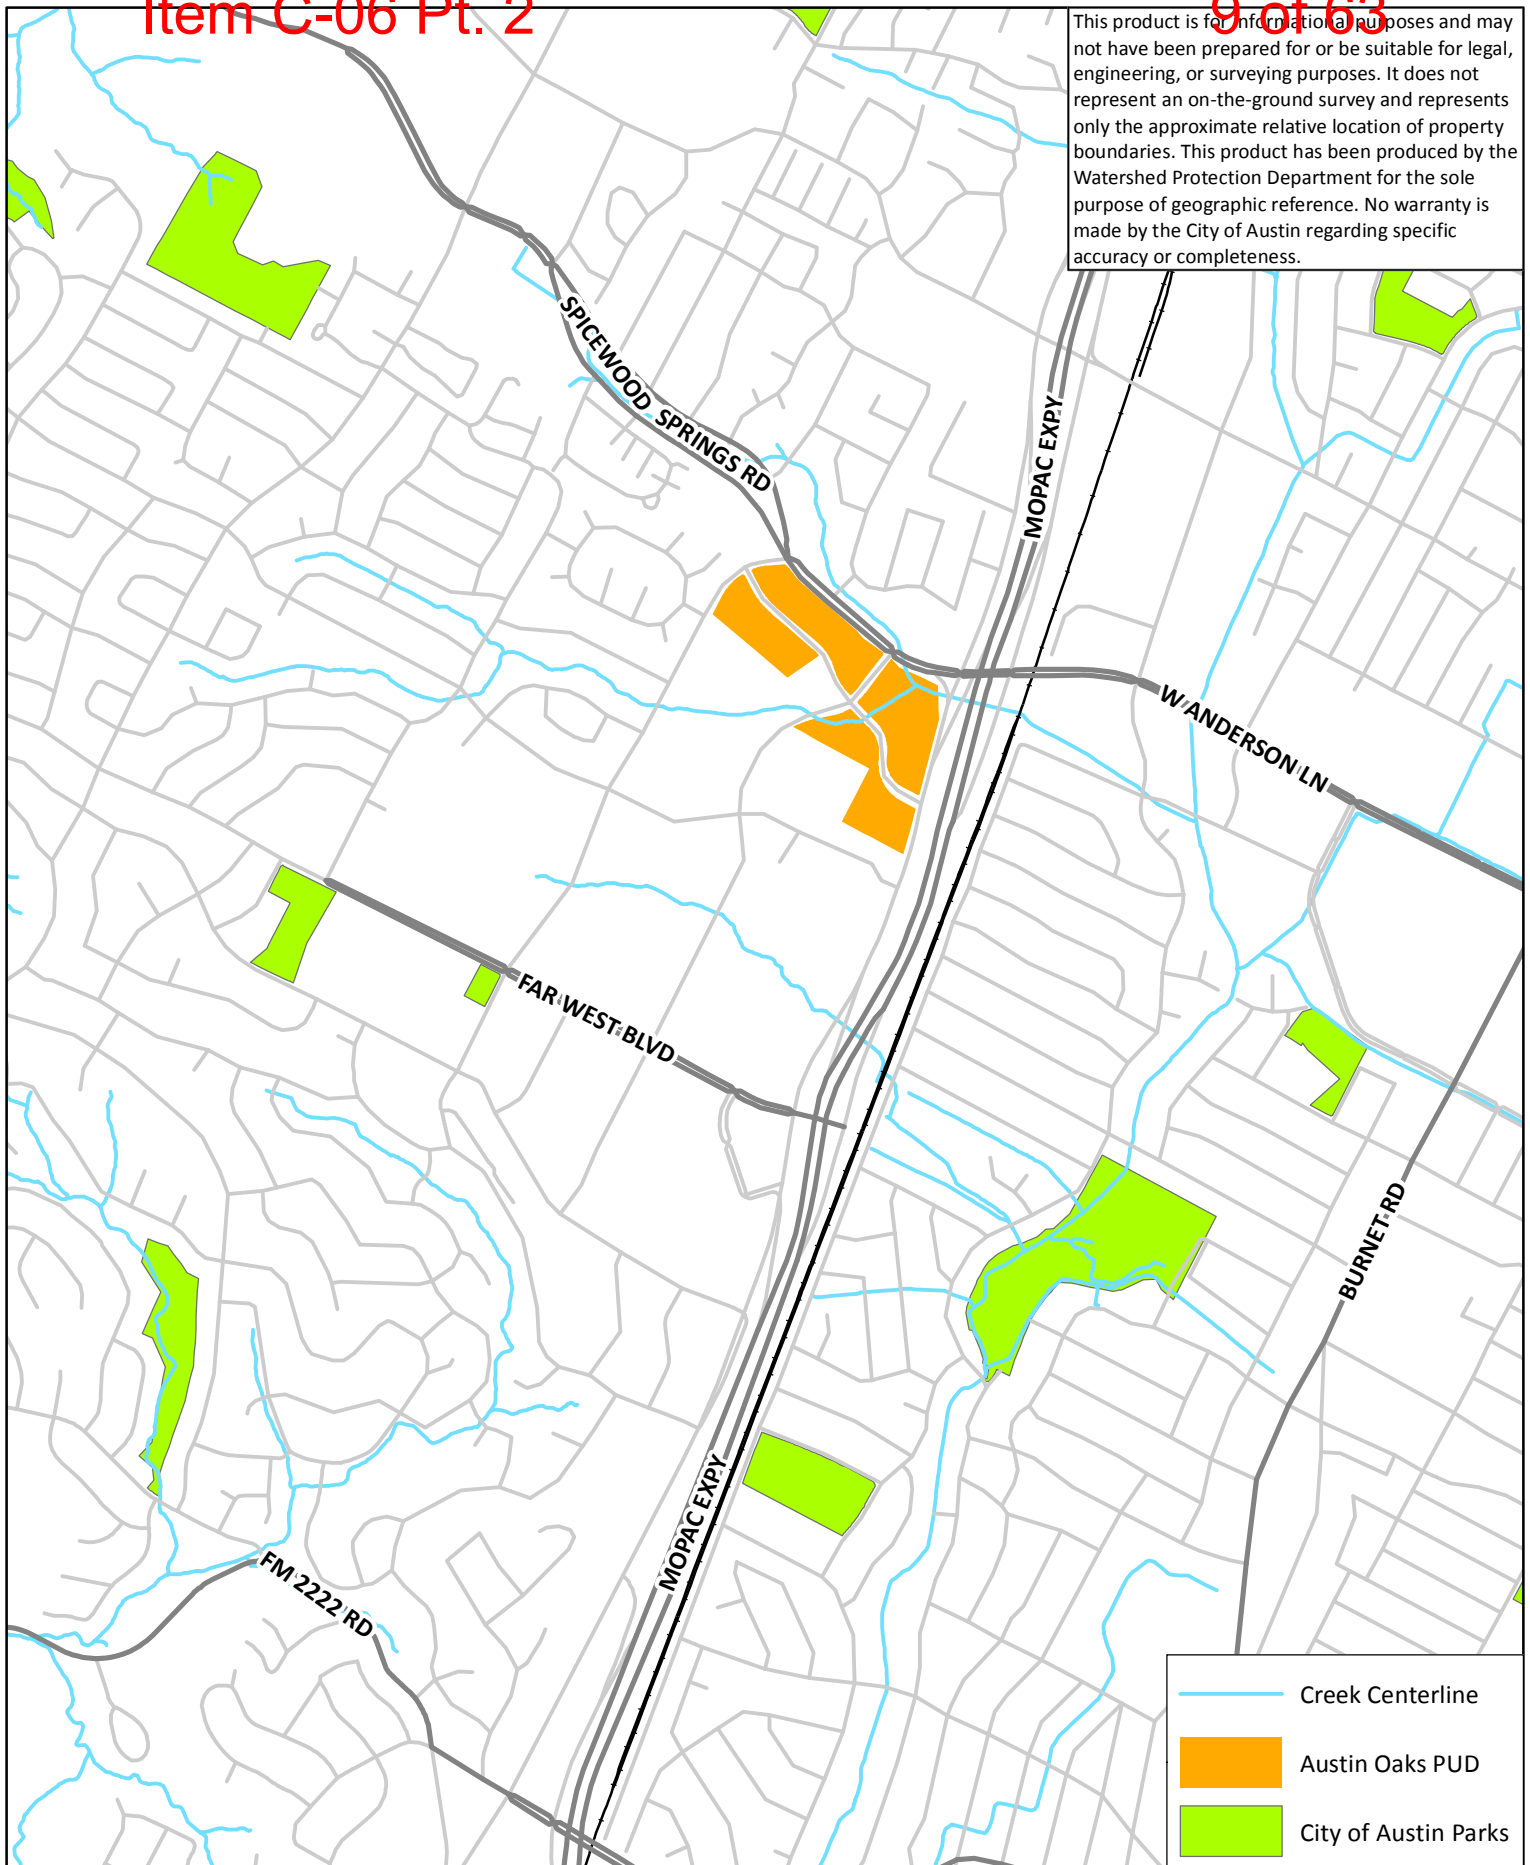 Item C-06 Pt. 2
9 of 63
This product is for informational purposes and may
not have been prepared for or be suitable for legal,
engineering, or surveying purposes. It does not
represent an on-the-ground survey and represents
only the approximate relative location of property
boundaries. This product has been produced by the
Watershed Protection Department for the sole
purpose of geographic reference. No warranty is
made by the City of Austin regarding specific
accuracy or completeness.
SPICEWOOD SPRINGS RD
MOPAC EXPY
W ANDERSON LN
FAR WEST BLVD
BURNET RD
MOPAC EXPY
FM 2222 RD
Creek Centerline
Austin Oaks PUD
City of Austin Parks